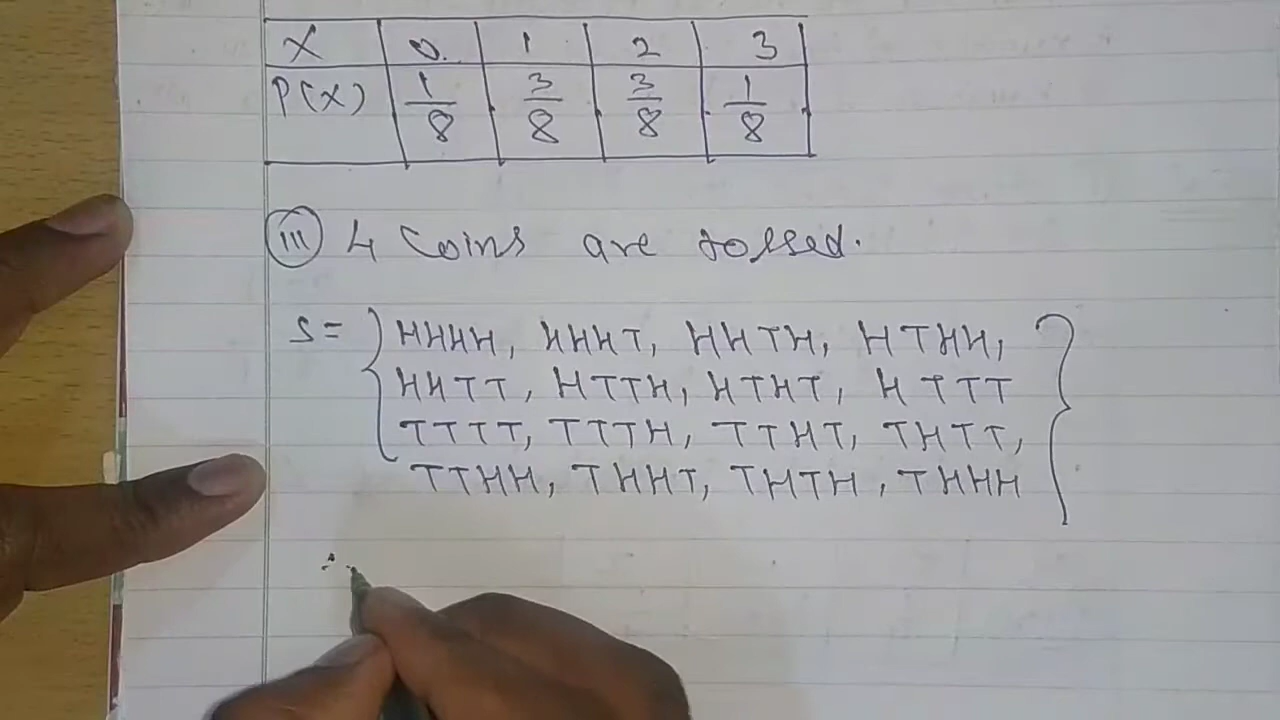 X 0 1 2 3
P(X) 1/8 3/8 3/8 1/8
(iii) 4 Coins are tossed.
S = { HHHH, HHHT, HHTH, HTHH,
HHTT, HTTH, HTHT, HTTT
TTTT, TTTH, TTHT, THTT,
TTHH, THHT, THTH, THHH }
∴